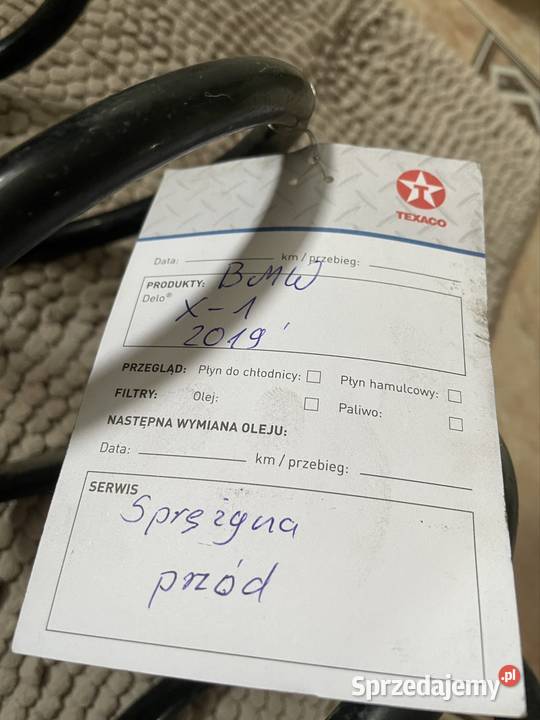 TEXACO
Data: km / przebieg:
PRODUKTY: BMW
Delo®
X-1
2019'
PRZEGLĄD: Płyn do chłodnicy: Płyn hamulcowy:
FILTRY: Olej: Paliwo:
NASTĘPNA WYMIANA OLEJU:
Data: km / przebieg:
SERWIS
Sprężyna
przód
Sprzedajemy.pl